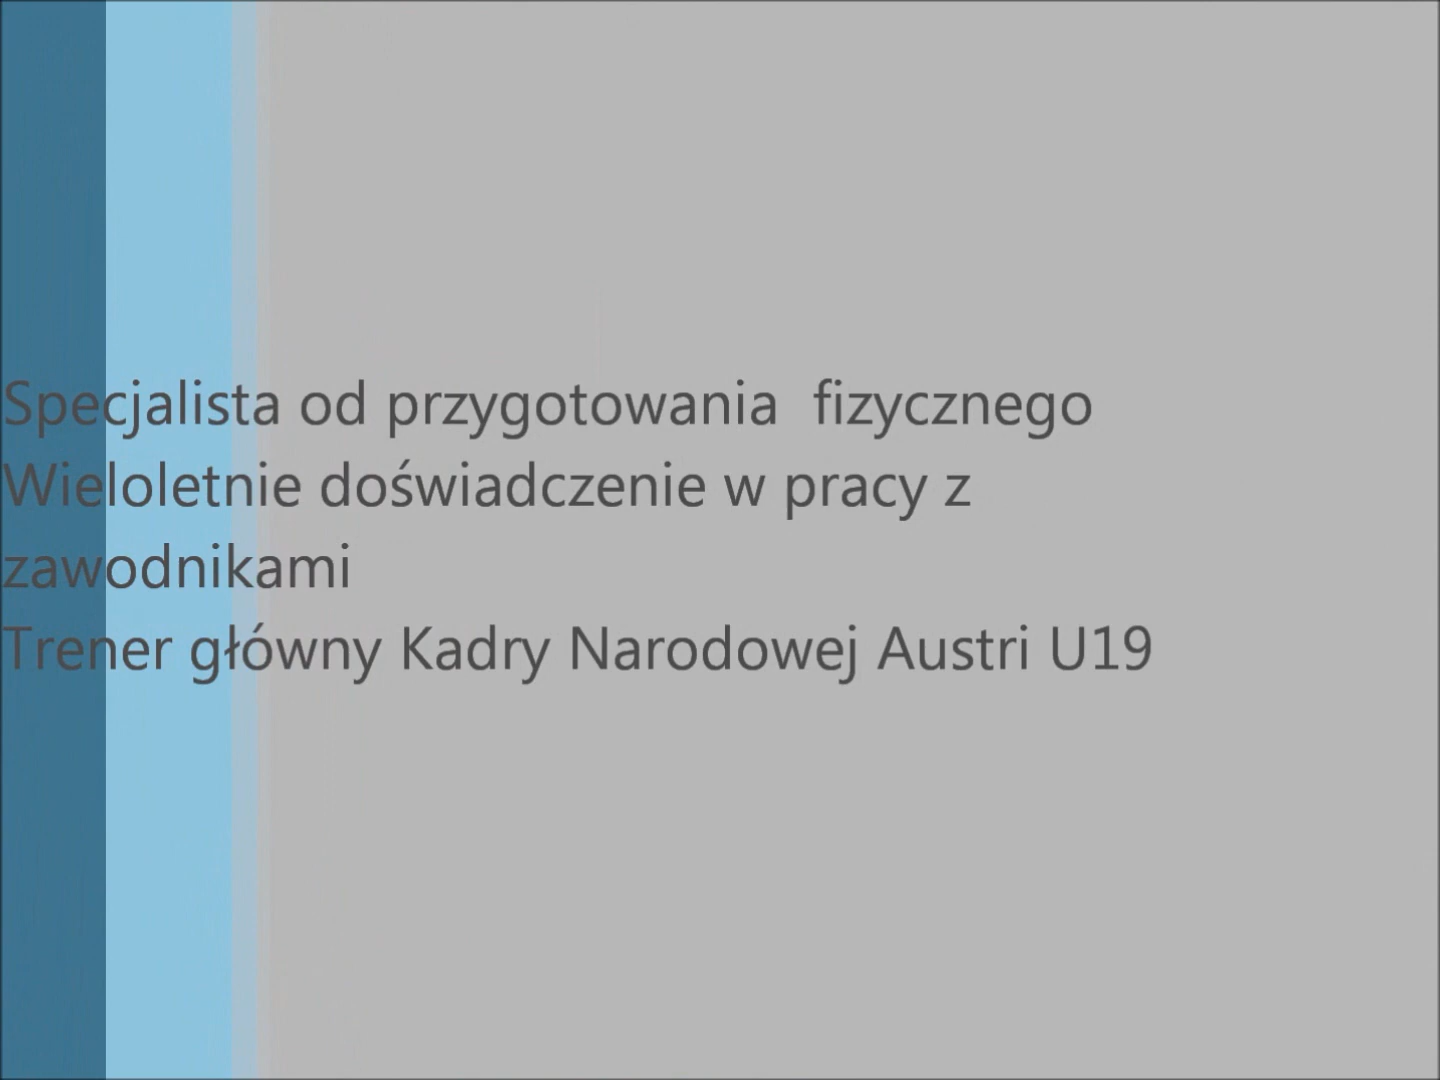 Specjalista od przygotowania  fizycznego
Wieloletnie doświadczenie w pracy z
zawodnikami
Trener główny Kadry Narodowej Austri U19